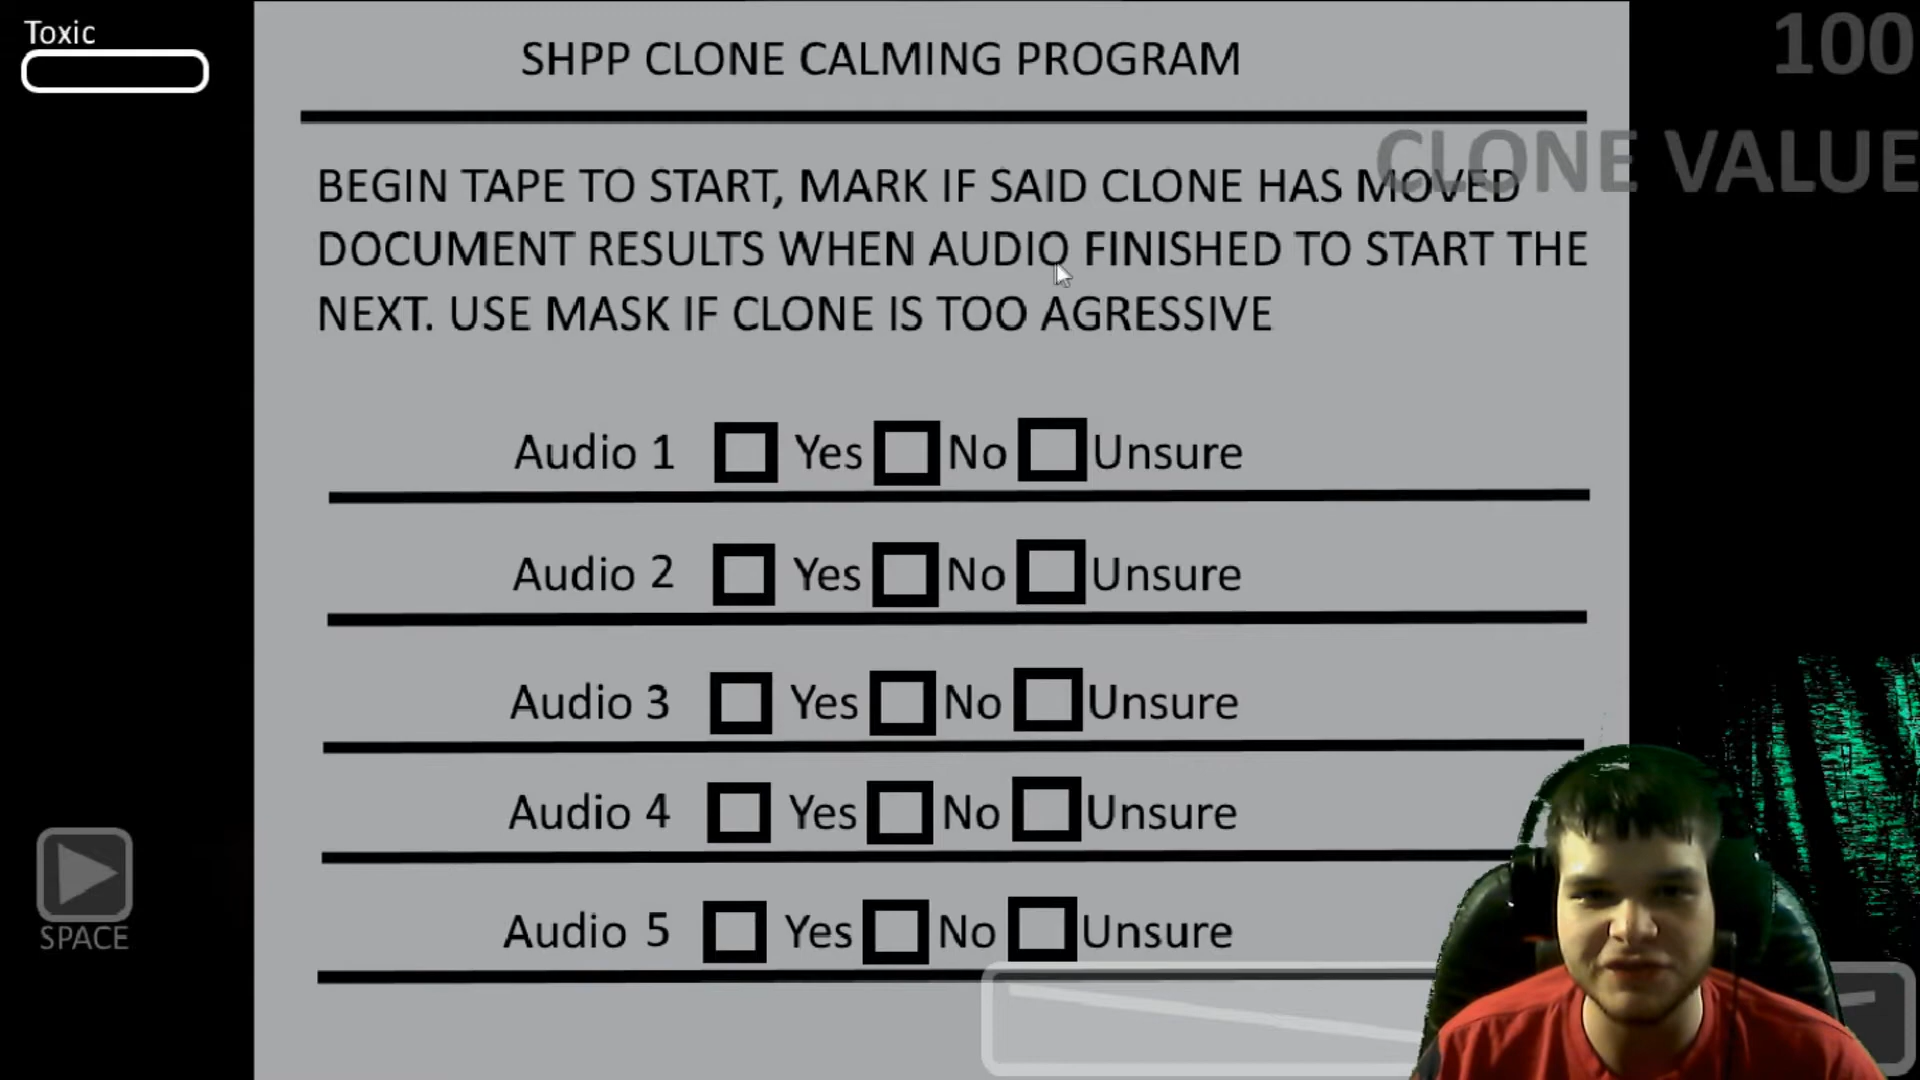 Toxic
SHPP CLONE CALMING PROGRAM
100
CLONE VALUE
BEGIN TAPE TO START, MARK IF SAID CLONE HAS MOVED
DOCUMENT RESULTS WHEN AUDIO FINISHED TO START THE
NEXT. USE MASK IF CLONE IS TOO AGRESSIVE
Audio 1 Yes No Unsure
Audio 2 Yes No Unsure
Audio 3 Yes No Unsure
Audio 4 Yes No Unsure
Audio 5 Yes No Unsure
SPACE